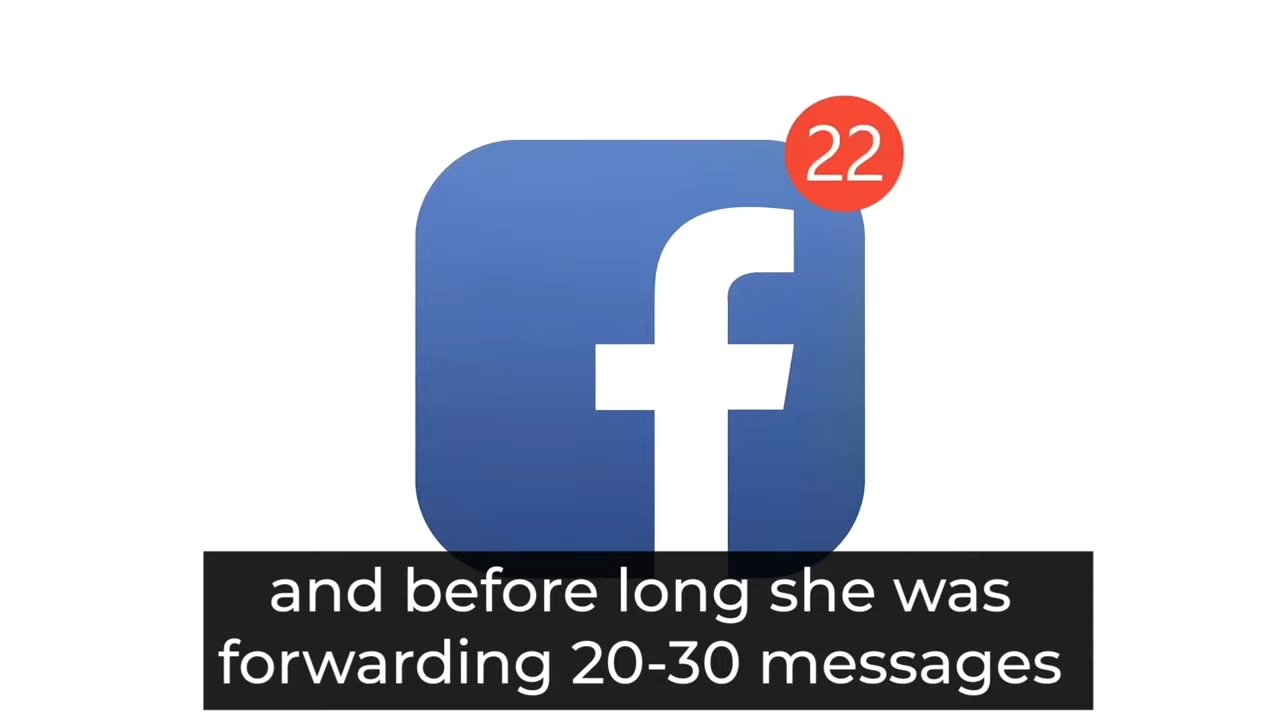 22
f
and before long she was
forwarding 20-30 messages